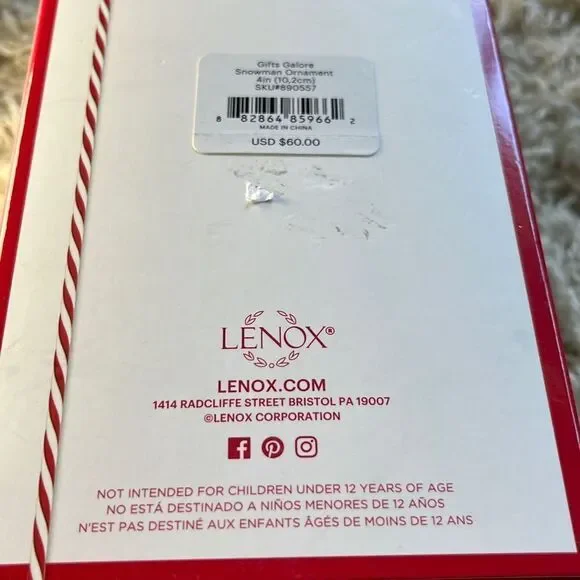 Gifts Galore
Snowman Ornament
4in (10,2cm)
SKU#890557
8 82864 85966 2
MADE IN CHINA
USD $60.00
LENOX®
LENOX.COM
1414 RADCLIFFE STREET BRISTOL PA 19007
©LENOX CORPORATION
NOT INTENDED FOR CHILDREN UNDER 12 YEARS OF AGE
NO ESTÁ DESTINADO A NIÑOS MENORES DE 12 AÑOS
N'EST PAS DESTINÉ AUX ENFANTS ÂGÉS DE MOINS DE 12 ANS